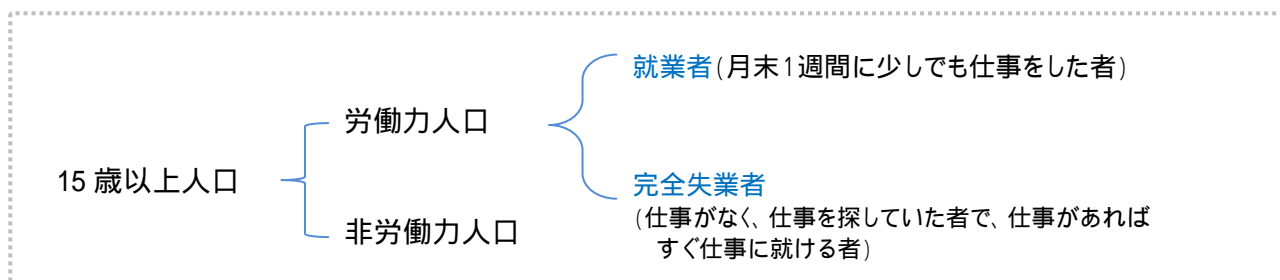 就業者(月末1週間に少しでも仕事をした者)
労働力人口
15歳以上人口
完全失業者
(仕事がなく、仕事を探していた者で、仕事があれば
すぐ仕事に就ける者)
非労働力人口